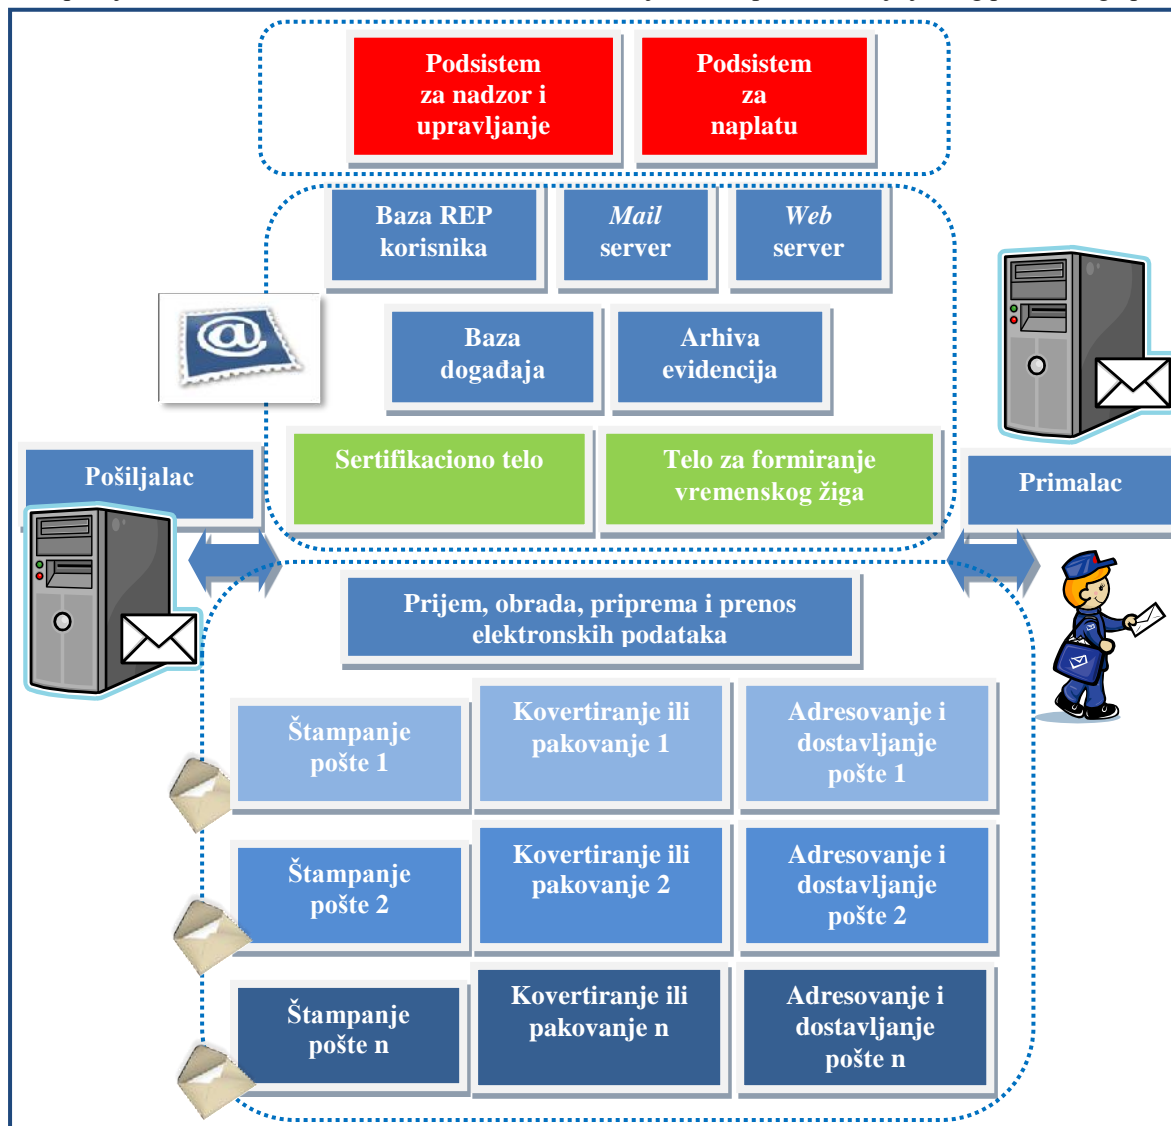 Podsistem
za nadzor i
upravljanje
Podsistem
za
naplatu
Baza REP
korisnika
Mail
server
Web
server
Baza
događaja
Arhiva
evidencija
Pošiljalac
Sertifikaciono telo
Telo za formiranje
vremenskog žiga
Primalac
Prijem, obrada, priprema i prenos
elektronskih podataka
Štampanje
pošte 1
Kovertiranje ili
pakovanje 1
Adresovanje i
dostavljanje
pošte 1
Štampanje
pošte 2
Kovertiranje ili
pakovanje 2
Adresovanje i
dostavljanje
pošte 2
Štampanje
pošte n
Kovertiranje ili
pakovanje n
Adresovanje i
dostavljanje
pošte n